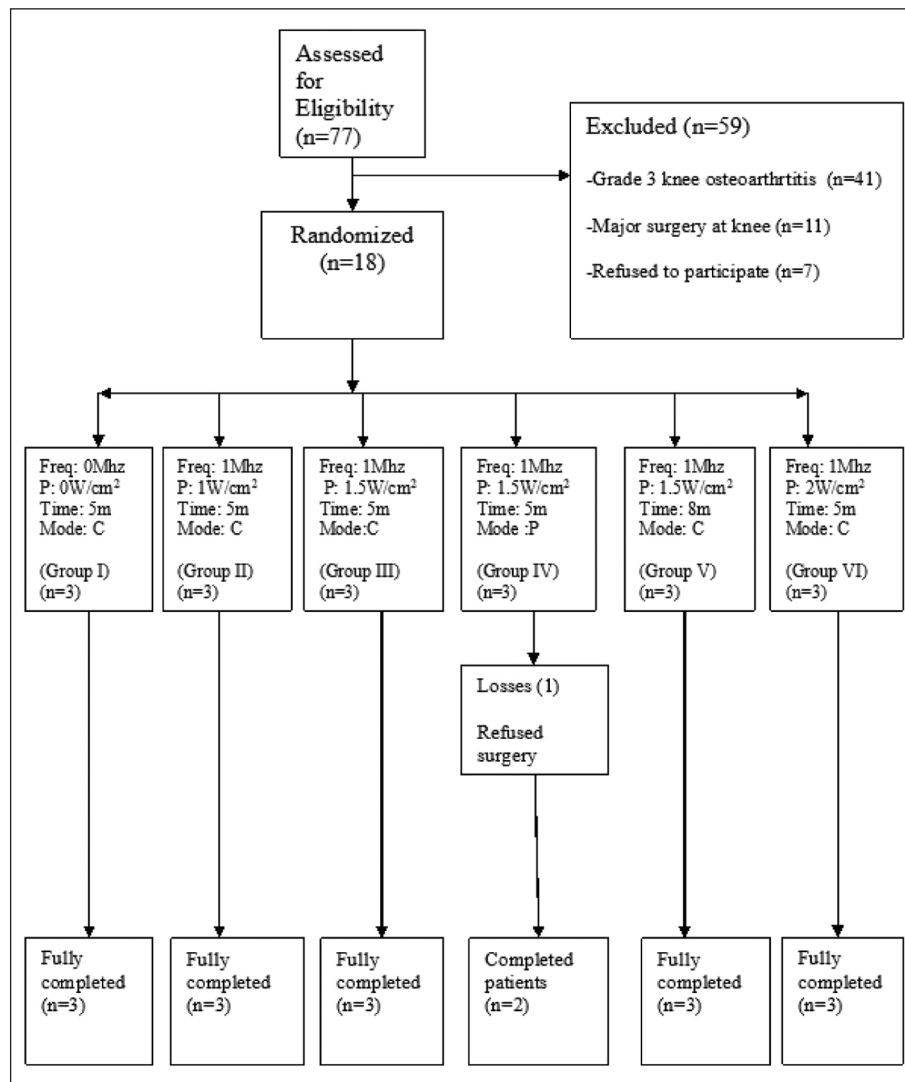 Assessed
for
Eligibility
(n=77)
Excluded (n=59)
-Grade 3 knee osteoarthrtitis (n=41)
-Major surgery at knee (n=11)
-Refused to participate (n=7)
Randomized
(n=18)
Freq: 0Mhz
P: 0W/cm²
Time: 5m
Mode: C
(Group I)
(n=3)
Freq: 1Mhz
P: 1W/cm²
Time: 5m
Mode: C
(Group II)
(n=3)
Freq: 1Mhz
P: 1.5W/cm²
Time: 5m
Mode:C
(Group III)
(n=3)
Freq: 1Mhz
P: 1.5W/cm²
Time: 5m
Mode :P
(Group IV)
(n=3)
Freq: 1Mhz
P: 1.5W/cm²
Time: 8m
Mode: C
(Group V)
(n=3)
Freq: 1Mhz
P: 2W/cm²
Time: 5m
Mode: C
(Group VI)
(n=3)
Losses (1)
Refused
surgery
Fully
completed
(n=3)
Fully
completed
(n=3)
Fully
completed
(n=3)
Completed
patients
(n=2)
Fully
completed
(n=3)
Fully
completed
(n=3)